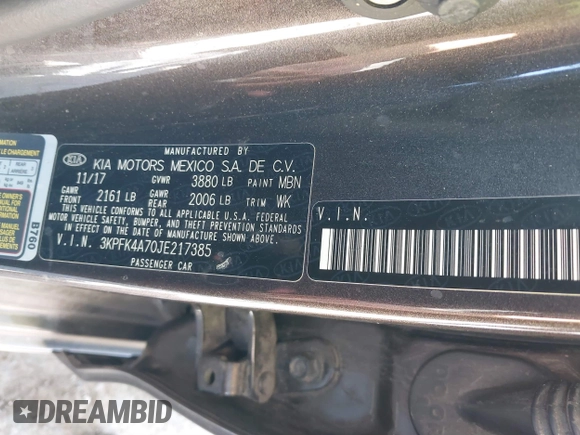 MANUFACTURED BY
KIA KIA MOTORS MEXICO S.A. DE C.V.
11/17 GVWR 3880 LB PAINT MBN
GAWR FRONT 2161 LB GAWR REAR 2006 LB TRIM WK
THIS VEHICLE CONFORMS TO ALL APPLICABLE U.S.A. FEDERAL
MOTOR VEHICLE SAFETY, BUMPER, AND THEFT PREVENTION STANDARDS
IN EFFECT ON THE DATE OF MANUFACTURE SHOWN ABOVE.
V.I.N. 3KPFK4A70JE217385
PASSENGER CAR
V.I.N.
B760
DREAMBID